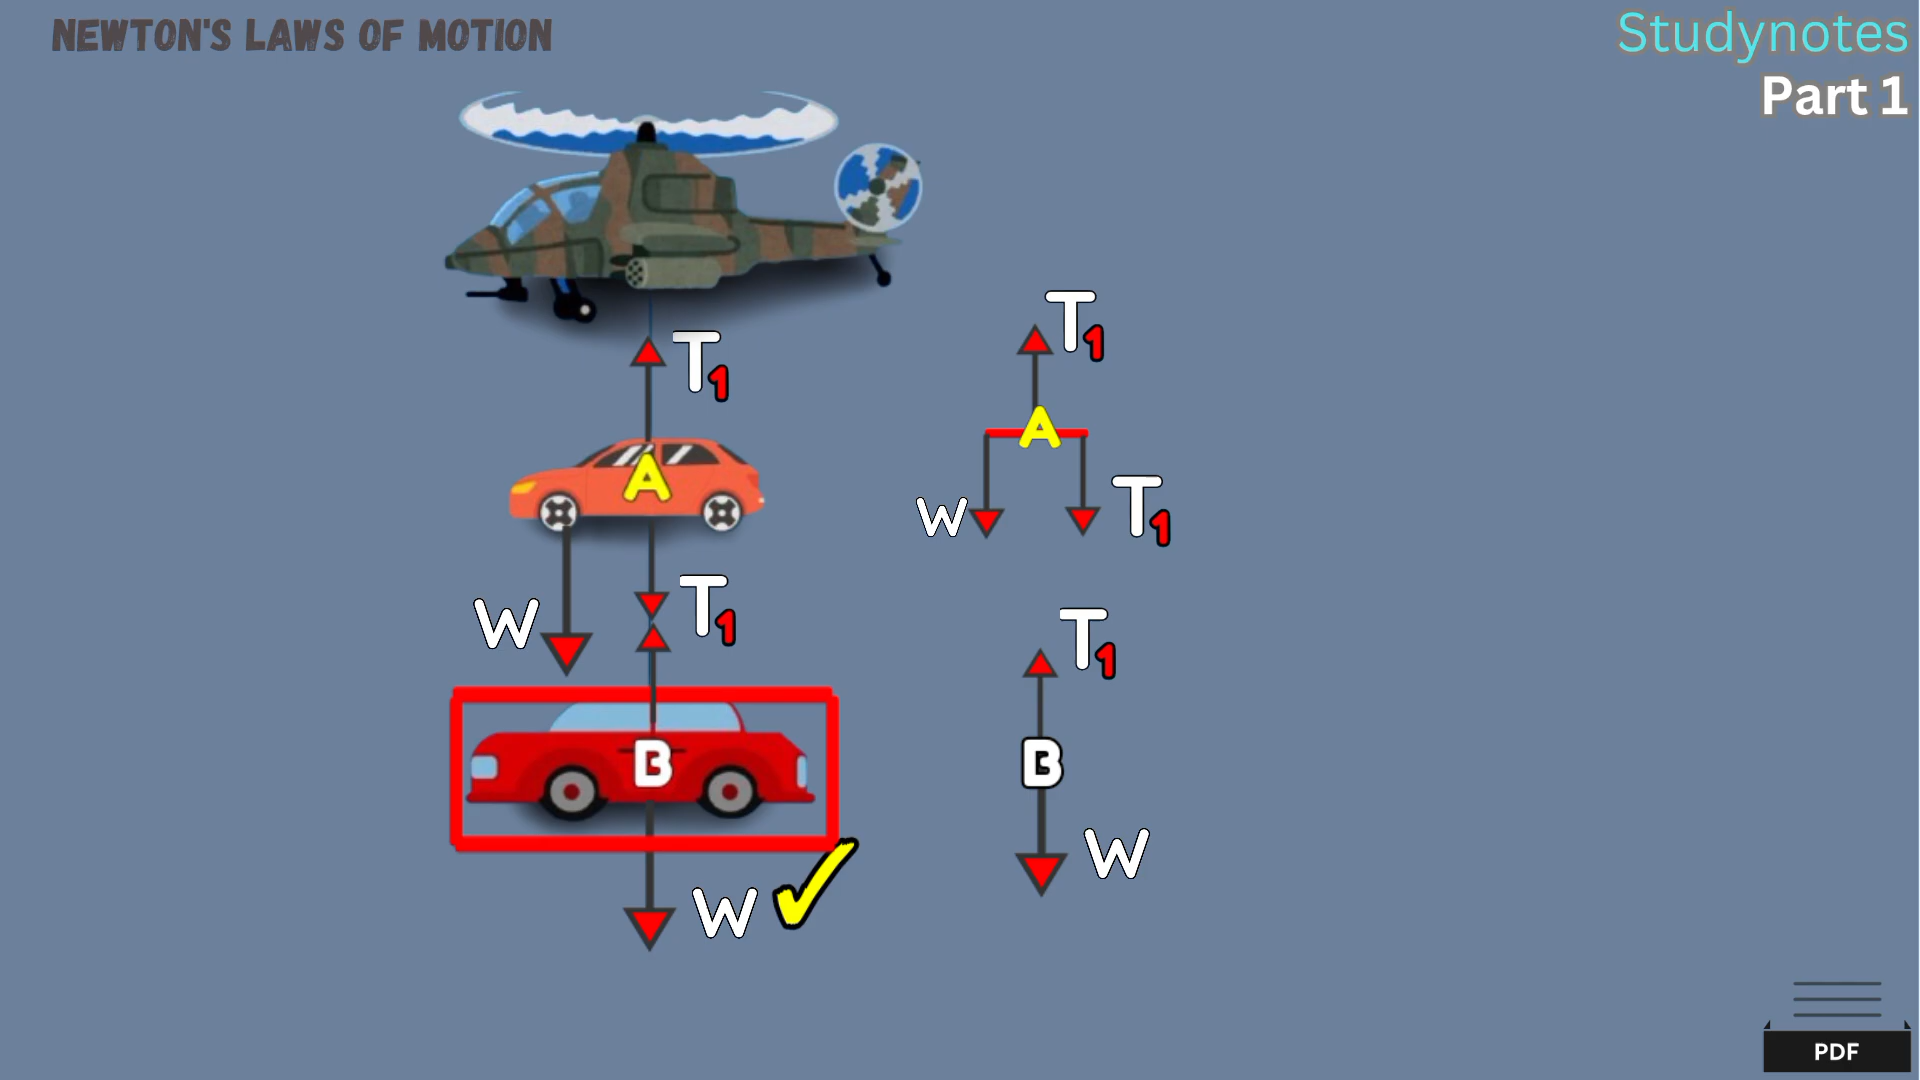 NEWTON'S LAWS OF MOTION
Studynotes
Part 1
T1
T1
A
A
W
T1
W
T1
T1
B
B
W
W
PDF